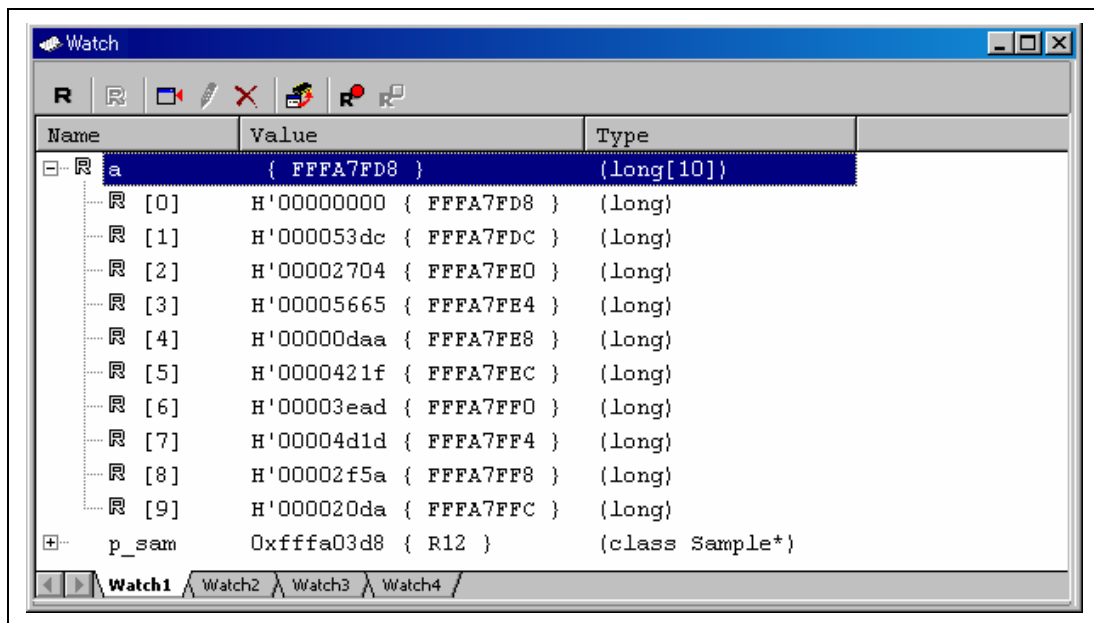 Watch
R R R R
Name Value Type
R a { FFFA7FD8 } (long[10])
R [0] H'00000000 { FFFA7FD8 } (long)
R [1] H'000053dc { FFFA7FDC } (long)
R [2] H'00002704 { FFFA7FE0 } (long)
R [3] H'00005665 { FFFA7FE4 } (long)
R [4] H'00000daa { FFFA7FE8 } (long)
R [5] H'0000421f { FFFA7FEC } (long)
R [6] H'00003ead { FFFA7FF0 } (long)
R [7] H'00004d1d { FFFA7FF4 } (long)
R [8] H'00002f5a { FFFA7FF8 } (long)
R [9] H'000020da { FFFA7FFC } (long)
p_sam 0xfffa03d8 { R12 } (class Sample*)
Watch1 Watch2 Watch3 Watch4